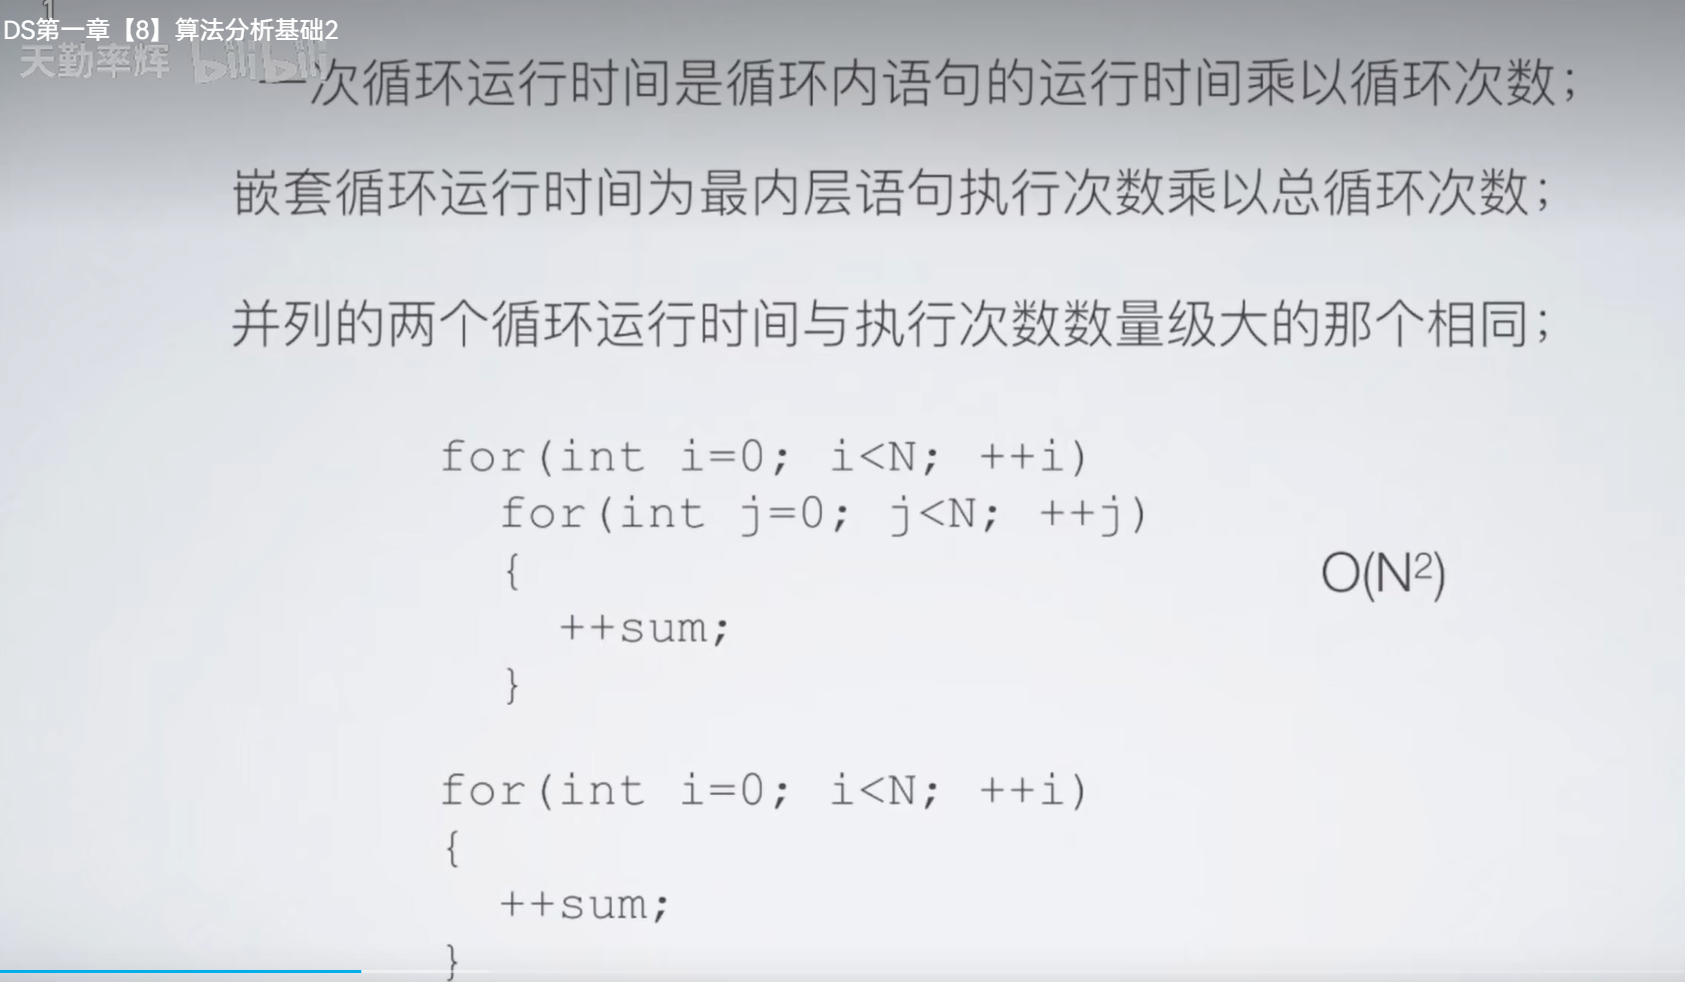 DS第一章【8】算法分析基础2
天勤率辉 bilibili
一次循环运行时间是循环内语句的运行时间乘以循环次数；
嵌套循环运行时间为最内层语句执行次数乘以总循环次数；
并列的两个循环运行时间与执行次数数量级大的那个相同；
for(int i=0; i<N; ++i)
for(int j=0; j<N; ++j)
{
O(N²)
++sum;
}
for(int i=0; i<N; ++i)
{
++sum;
}